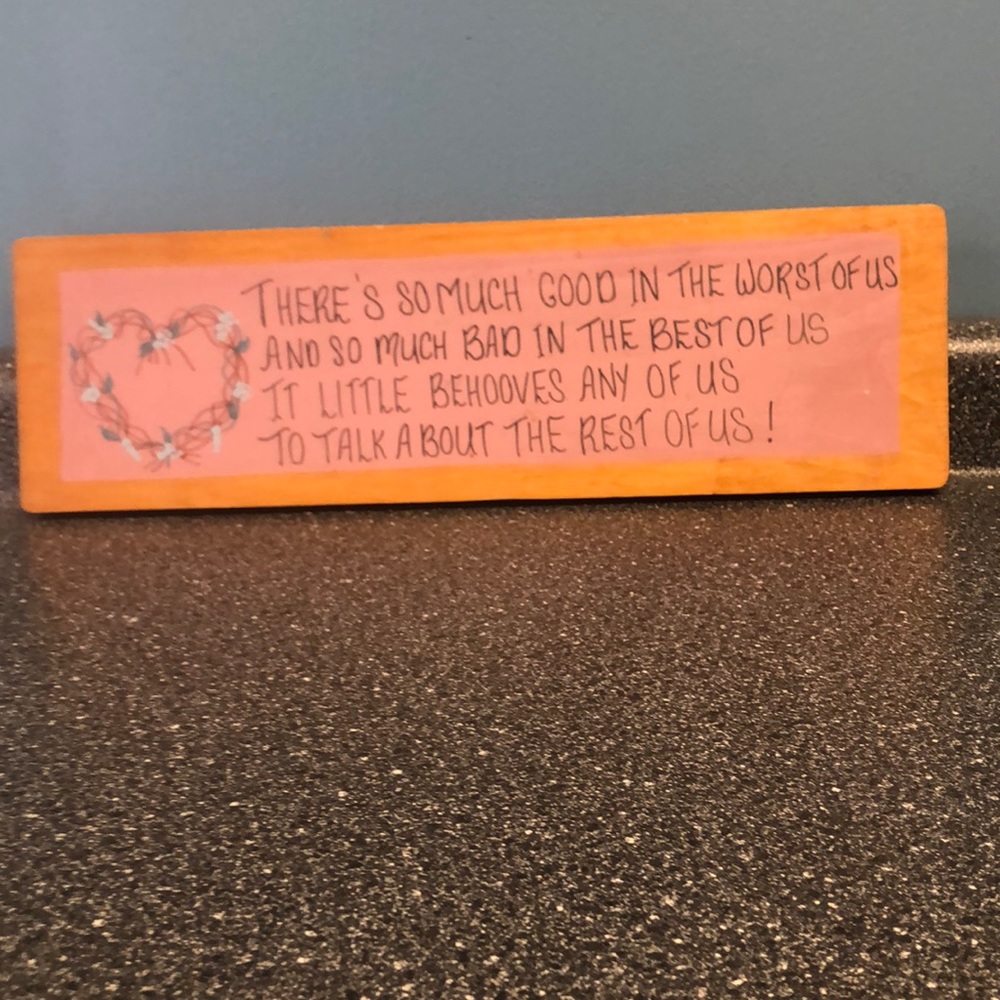 THERE'S SO MUCH GOOD IN THE WORST OF US
AND SO MUCH BAD IN THE BEST OF US
IT LITTLE BEHOOVES ANY OF US
TO TALK ABOUT THE REST OF US!